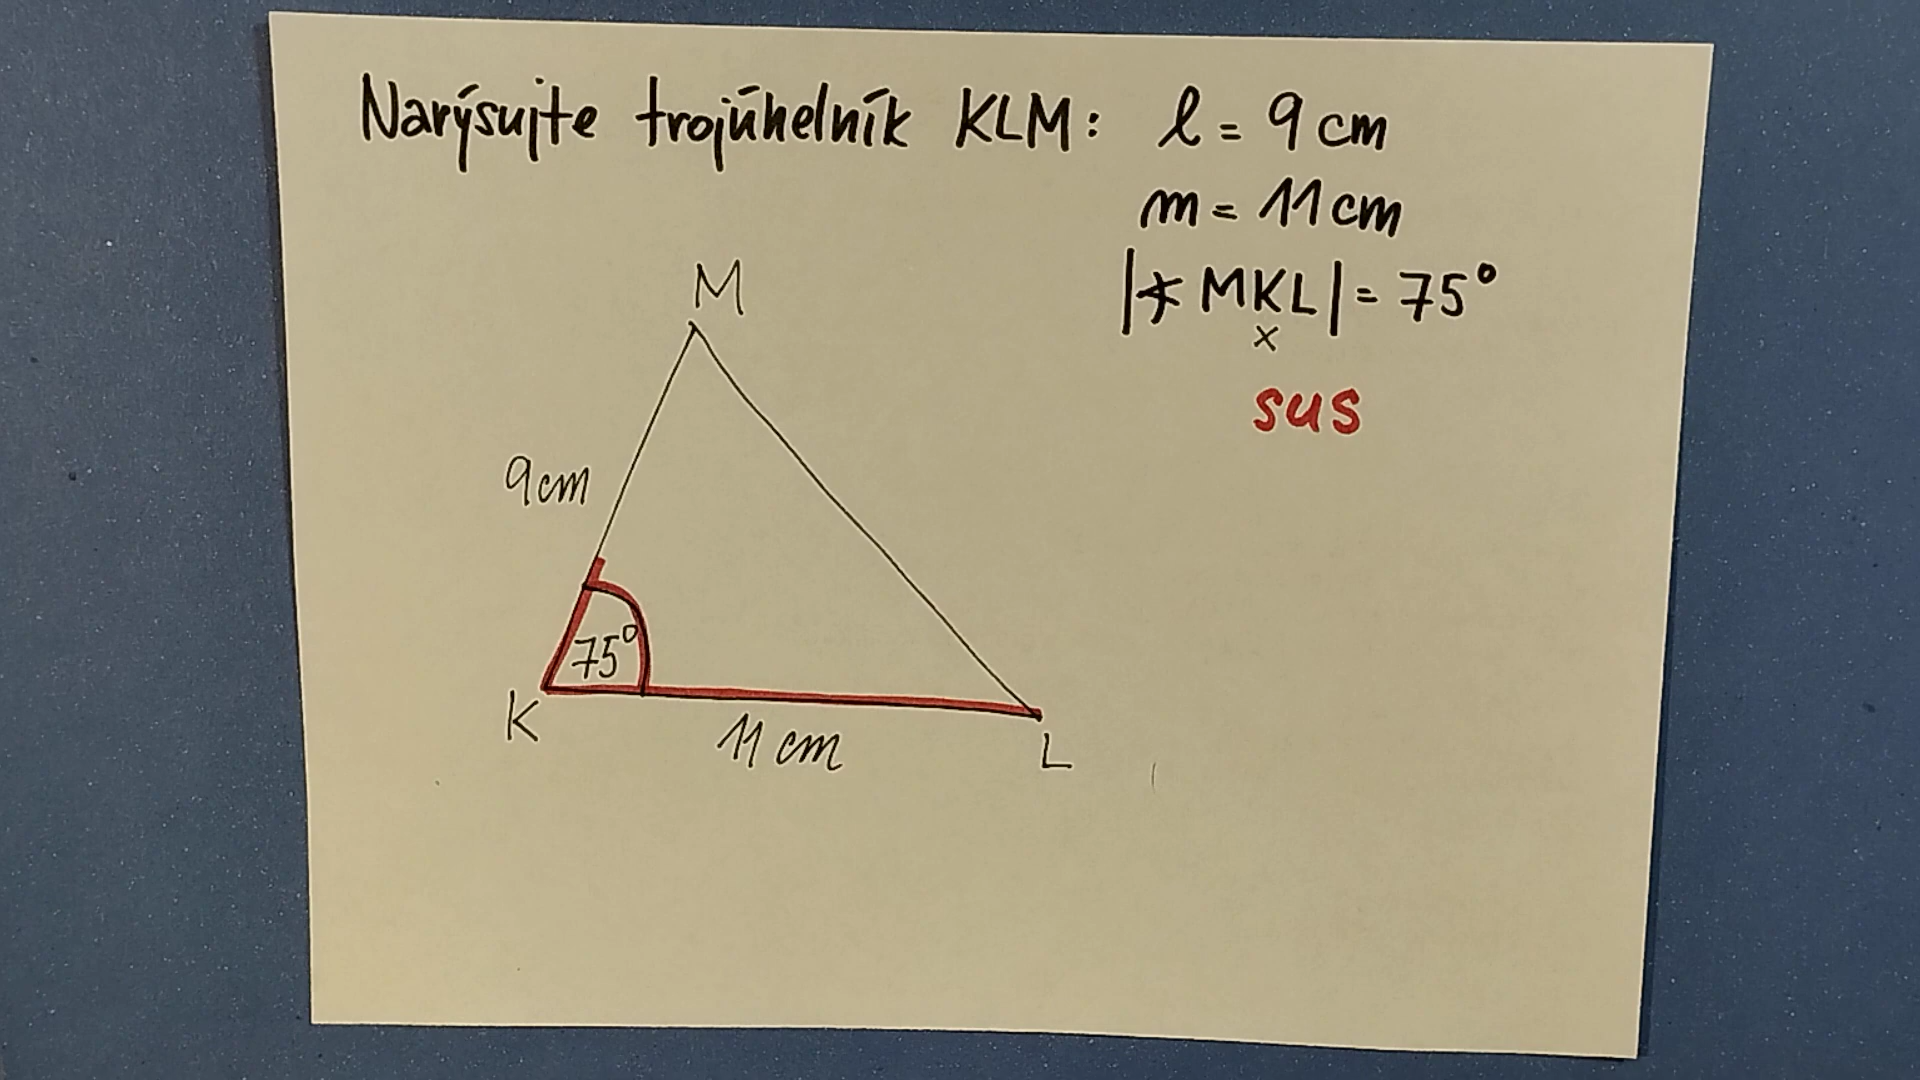 Narýsujte trojúhelník KLM: l = 9 cm
m = 11 cm
|∢ MKL| = 75°
x
sus
M
9cm
75°
K
11 cm
L